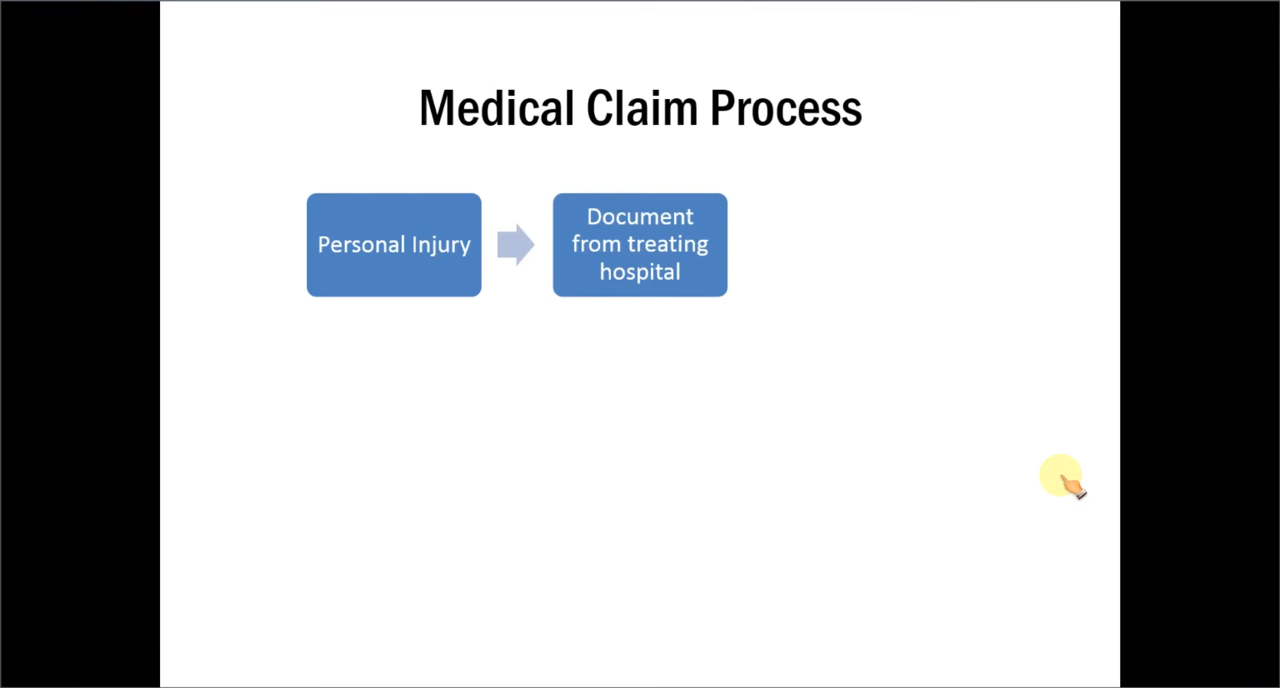 Medical Claim Process
Personal Injury
Document
from treating
hospital